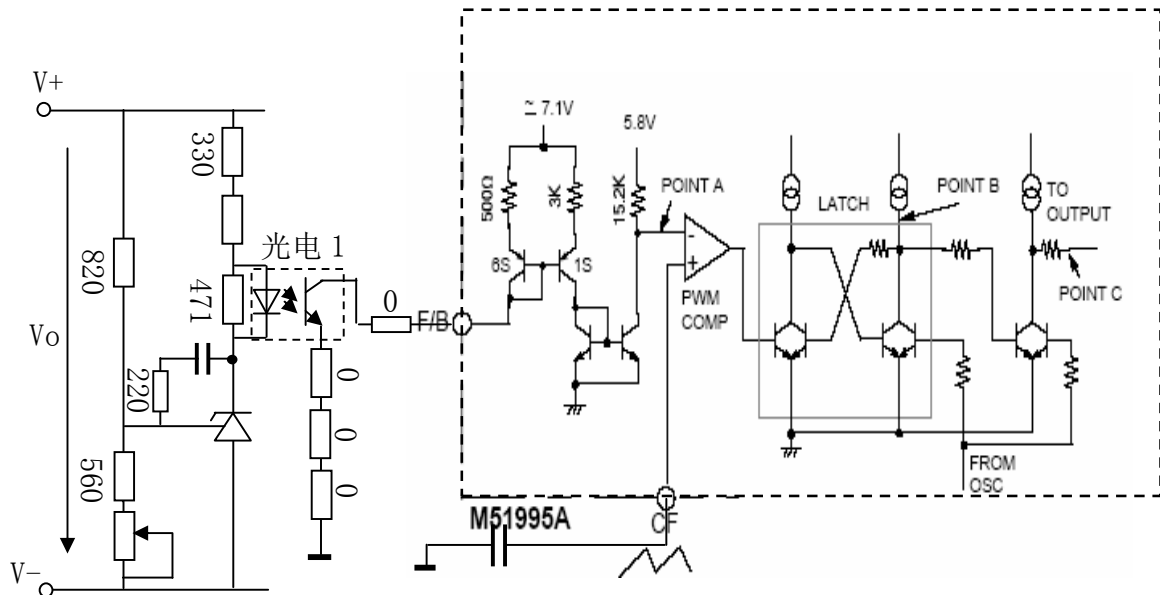 V+
Vo
V-
330
820
471
220
560
光电 1
0
0
0
0
F/B
≃ 7.1V
500Ω
3K
6S
1S
5.8V
15.2K
POINT A
-
+
PWM
COMP
LATCH
POINT B
TO
OUTPUT
POINT C
FROM
OSC
M51995A
CF